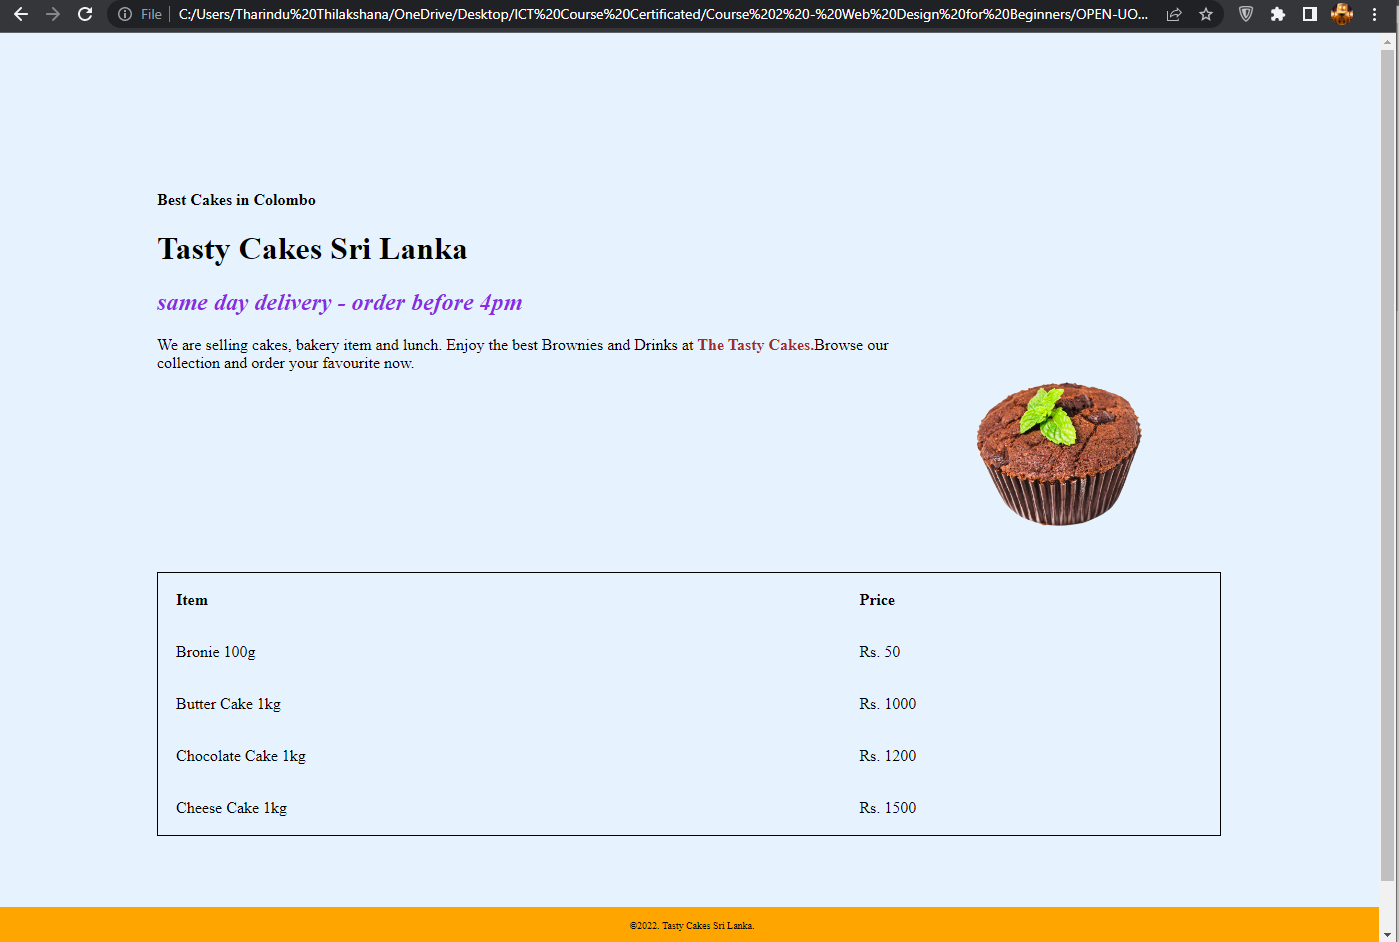 File
C:/Users/Tharindu%20Thilakshana/OneDrive/Desktop/ICT%20Course%20Certificated/Course%202%20-%20Web%20Design%20for%20Beginners/OPEN-UO...
Best Cakes in Colombo
Tasty Cakes Sri Lanka
same day delivery - order before 4pm
We are selling cakes, bakery item and lunch. Enjoy the best Brownies and Drinks at The Tasty Cakes.Browse our
collection and order your favourite now.
Item Price
Bronie 100g Rs. 50
Butter Cake 1kg Rs. 1000
Chocolate Cake 1kg Rs. 1200
Cheese Cake 1kg Rs. 1500
©2022. Tasty Cakes Sri Lanka.